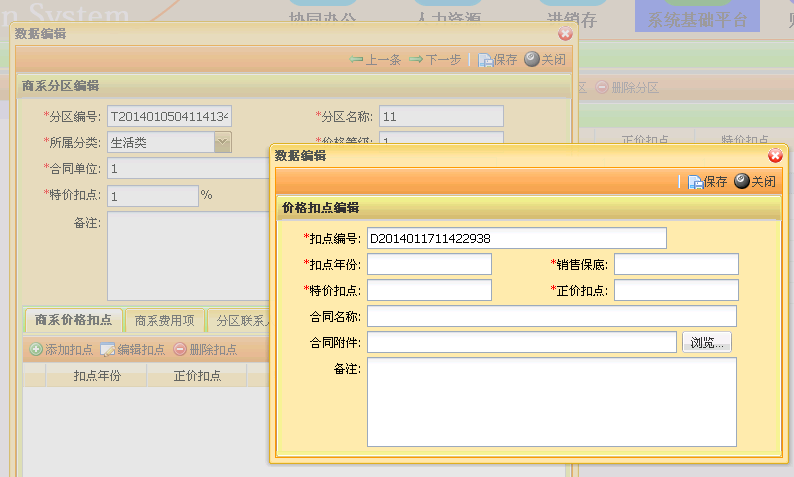 n System
协同办公 人力资源 进销存 系统基础平台
数据编辑
上一条 下一步 保存 关闭
商系分区编辑
区 删除分区
*分区编号: T2014010504114134 *分区名称: 11
*所属分类: 生活类 *价格等级: 1
正价扣点 特价扣点
*合同单位: 1
*特价扣点: 1 %
备注:
商系价格扣点 商系费用项 分区联系人
添加扣点 编辑扣点 删除扣点
扣点年份 正价扣点
数据编辑
保存 关闭
价格扣点编辑
*扣点编号: D2014011711422938
*扣点年份: *销售保底:
*特价扣点: *正价扣点:
合同名称:
合同附件: 浏览...
备注: